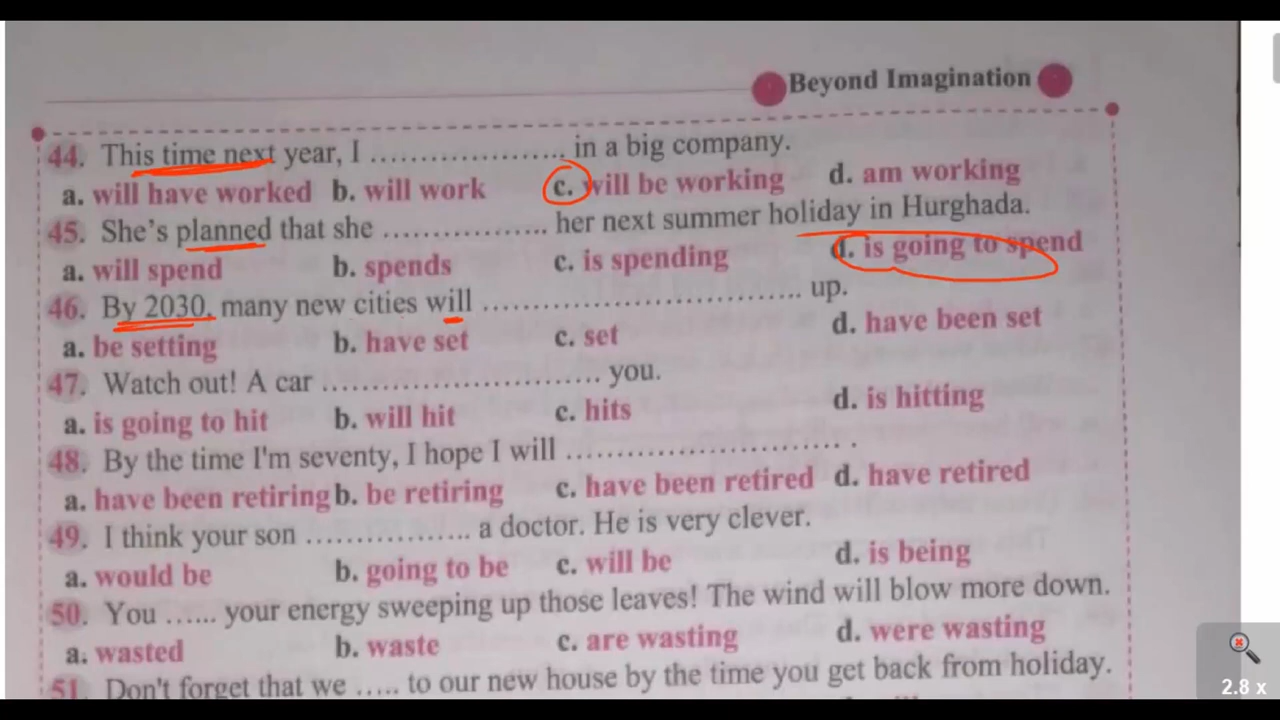 Beyond Imagination
44. This time next year, I .................... in a big company.
a. will have worked b. will work c. will be working d. am working
45. She's planned that she ................ her next summer holiday in Hurghada.
a. will spend b. spends c. is spending d. is going to spend
46. By 2030, many new cities will ................................ up.
a. be setting b. have set c. set d. have been set
47. Watch out! A car ............................ you.
a. is going to hit b. will hit c. hits d. is hitting
48. By the time I'm seventy, I hope I will ............................ .
a. have been retiring b. be retiring c. have been retired d. have retired
49. I think your son ................ a doctor. He is very clever.
a. would be b. going to be c. will be d. is being
50. You ...... your energy sweeping up those leaves! The wind will blow more down.
a. wasted b. waste c. are wasting d. were wasting
51. Don't forget that we ..... to our new house by the time you get back from holiday.
2.8 x